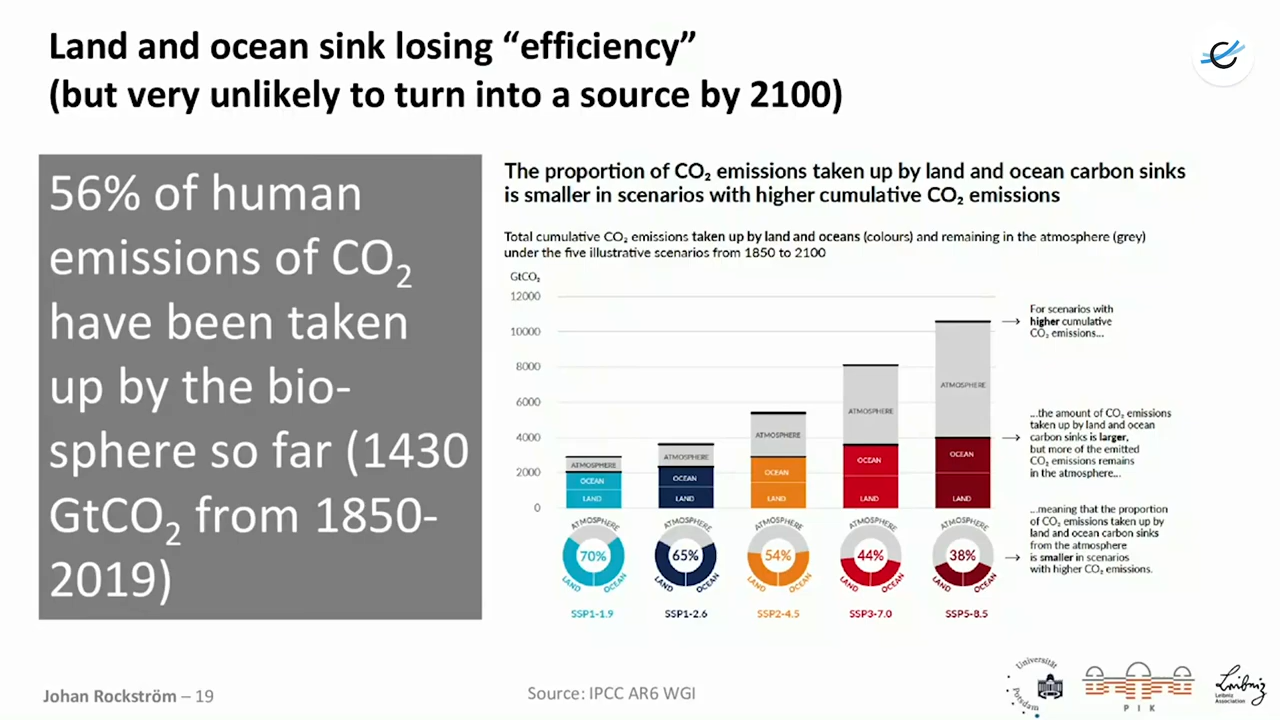 Land and ocean sink losing “efficiency”
(but very unlikely to turn into a source by 2100)
56% of human
emissions of CO₂
have been taken
up by the bio-
sphere so far (1430
GtCO₂ from 1850-
2019)
The proportion of CO₂ emissions taken up by land and ocean carbon sinks
is smaller in scenarios with higher cumulative CO₂ emissions
Total cumulative CO₂ emissions taken up by land and oceans (colours) and remaining in the atmosphere (grey)
under the five illustrative scenarios from 1850 to 2100
GtCO₂
12000
10000
8000
6000
4000
2000
0
ATMOSPHERE
OCEAN
LAND
ATMOSPHERE
OCEAN
LAND
ATMOSPHERE
OCEAN
LAND
ATMOSPHERE
OCEAN
LAND
ATMOSPHERE
OCEAN
LAND
For scenarios with
higher cumulative
CO₂ emissions...
...the amount of CO₂ emissions
taken up by land and ocean
carbon sinks is larger,
but more of the emitted
CO₂ emissions remains
in the atmosphere...
ATMOSPHERE
70%
LAND
OCEAN
ATMOSPHERE
65%
LAND
OCEAN
ATMOSPHERE
54%
LAND
OCEAN
ATMOSPHERE
44%
LAND
OCEAN
ATMOSPHERE
38%
LAND
OCEAN
...meaning that the proportion
of CO₂ emissions taken up by
land and ocean carbon sinks
from the atmosphere
is smaller in scenarios
with higher CO₂ emissions.
SSP1-1.9
SSP1-2.6
SSP2-4.5
SSP3-7.0
SSP5-8.5
Johan Rockström – 19
Source: IPCC AR6 WGI
Universität
Potsdam
P I K
Leibniz
Leibniz
Association